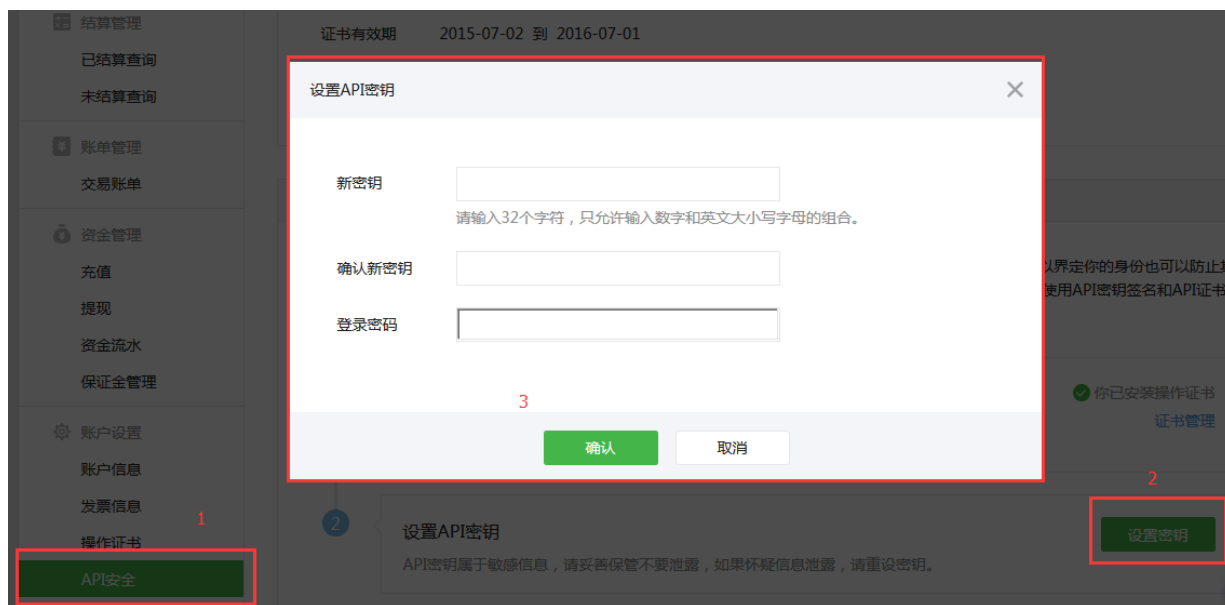 结算管理
已结算查询
未结算查询
账单管理
交易账单
资金管理
充值
提现
资金流水
保证金管理
账户设置
账户信息
发票信息
操作证书
1
API安全
证书有效期 2015-07-02 到 2016-07-01
设置API密钥
新密钥
请输入32个字符，只允许输入数字和英文大小写字母的组合。
确认新密钥
登录密码
3
确认 取消
以界定你的身份也可以防止
使用API密钥签名和API证书
你已安装操作证书
证书管理
2
2
设置API密钥
API密钥属于敏感信息，请妥善保管不要泄露，如果怀疑信息泄露，请重设密钥。
设置密钥